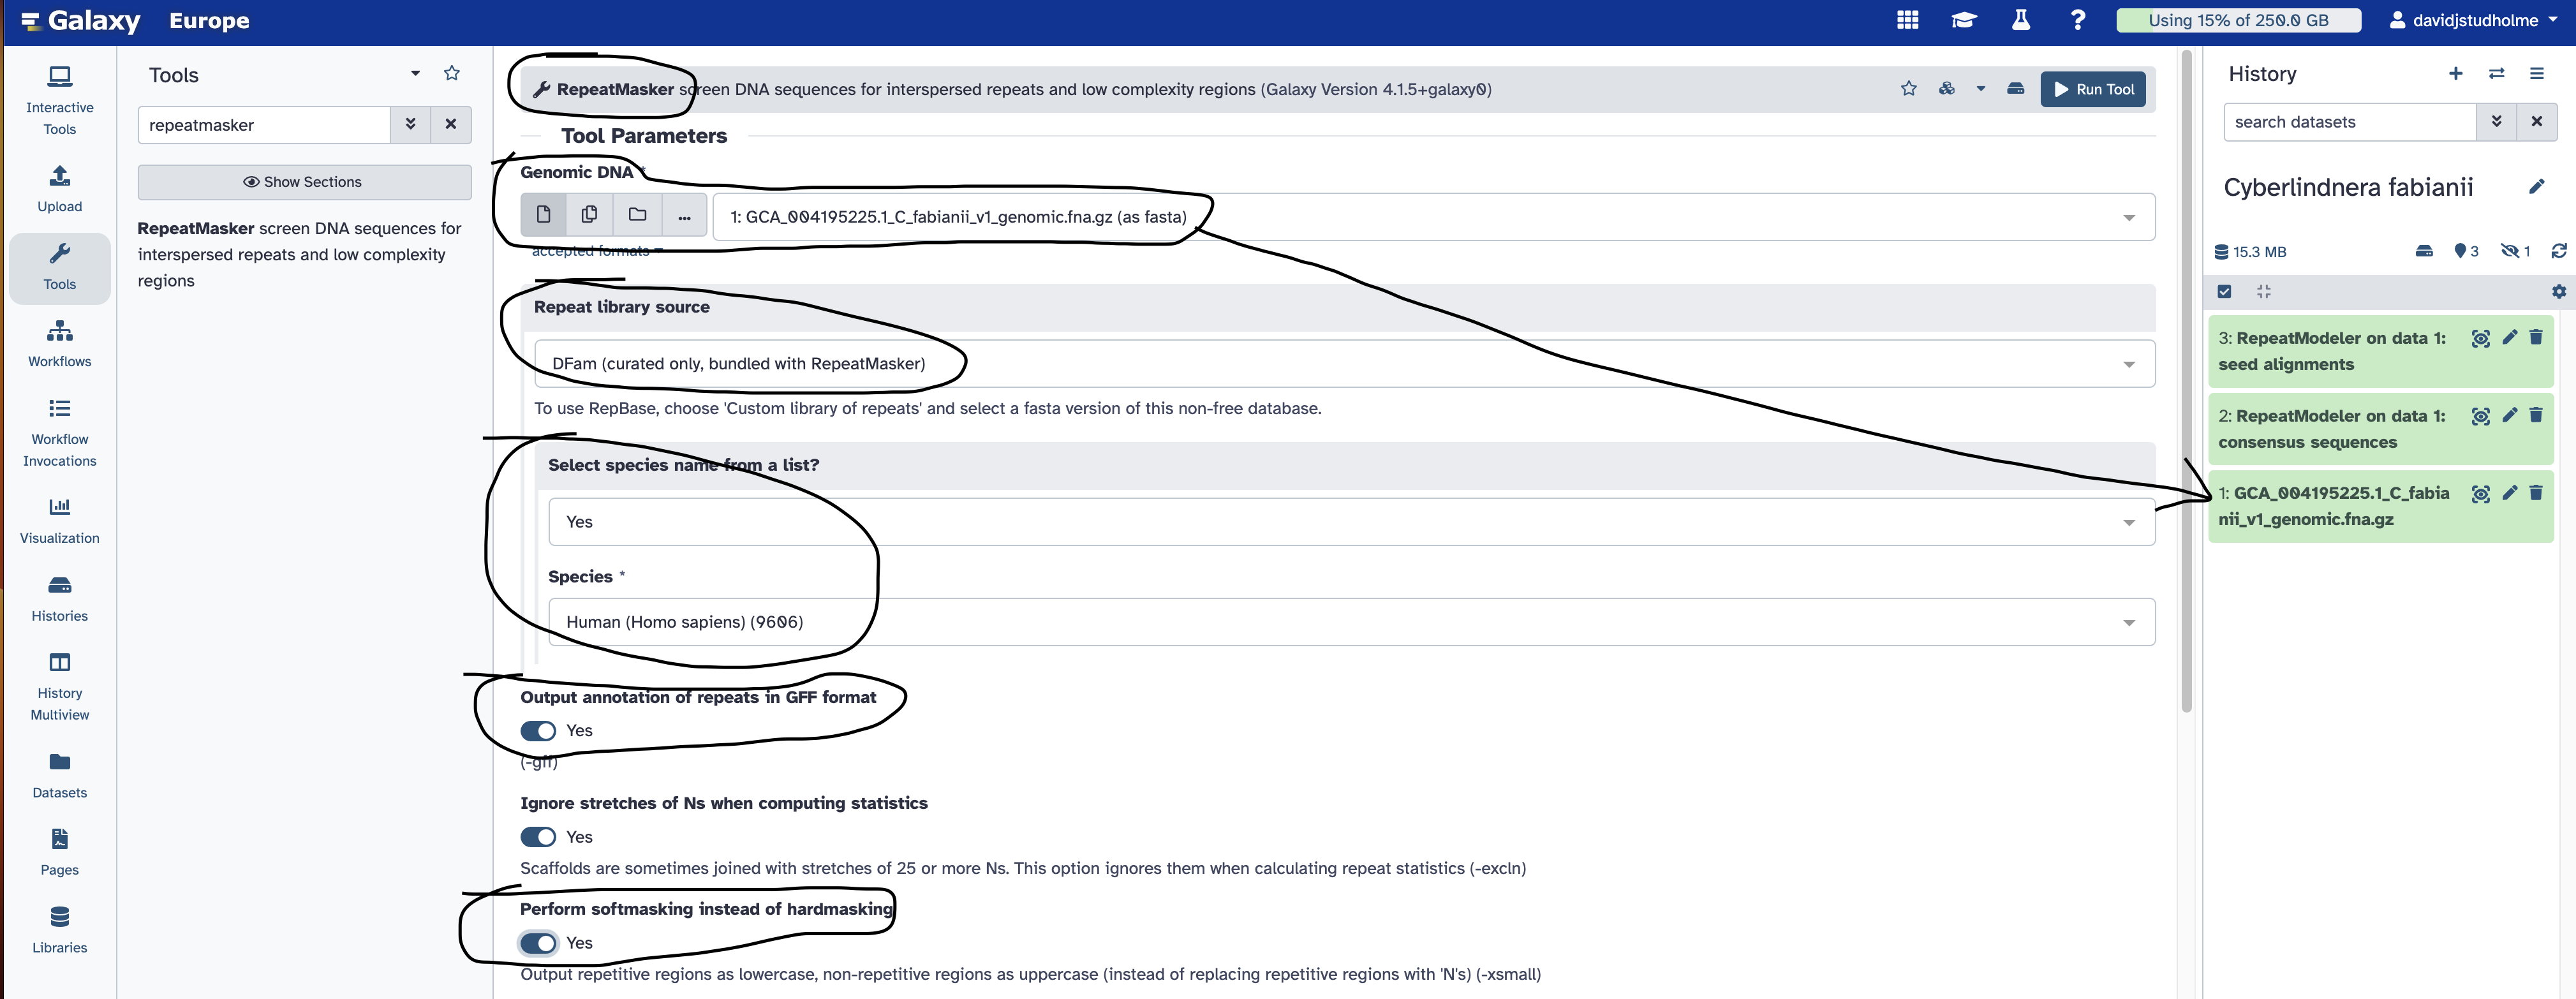 Galaxy Europe
Using 15% of 250.0 GB
davidjstudholme
Interactive
Tools
Upload
Tools
Workflows
Workflow
Invocations
Visualization
Histories
History
Multiview
Datasets
Pages
Libraries
Tools
repeatmasker
Show Sections
RepeatMasker screen DNA sequences for
interspersed repeats and low complexity
regions
RepeatMasker screen DNA sequences for interspersed repeats and low complexity regions (Galaxy Version 4.1.5+galaxy0)
Run Tool
Tool Parameters
Genomic DNA *
... 1: GCA_004195225.1_C_fabianii_v1_genomic.fna.gz (as fasta)
accepted formats
Repeat library source
DFam (curated only, bundled with RepeatMasker)
To use RepBase, choose 'Custom library of repeats' and select a fasta version of this non-free database.
Select species name from a list?
Yes
Species *
Human (Homo sapiens) (9606)
Output annotation of repeats in GFF format
Yes
(-gff)
Ignore stretches of Ns when computing statistics
Yes
Scaffolds are sometimes joined with stretches of 25 or more Ns. This option ignores them when calculating repeat statistics (-excln)
Perform softmasking instead of hardmasking
Yes
Output repetitive regions as lowercase, non-repetitive regions as uppercase (instead of replacing repetitive regions with 'N's) (-xsmall)
History
search datasets
Cyberlindnera fabianii
15.3 MB
3
1
3: RepeatModeler on data 1:
seed alignments
2: RepeatModeler on data 1:
consensus sequences
1: GCA_004195225.1_C_fabia
nii_v1_genomic.fna.gz